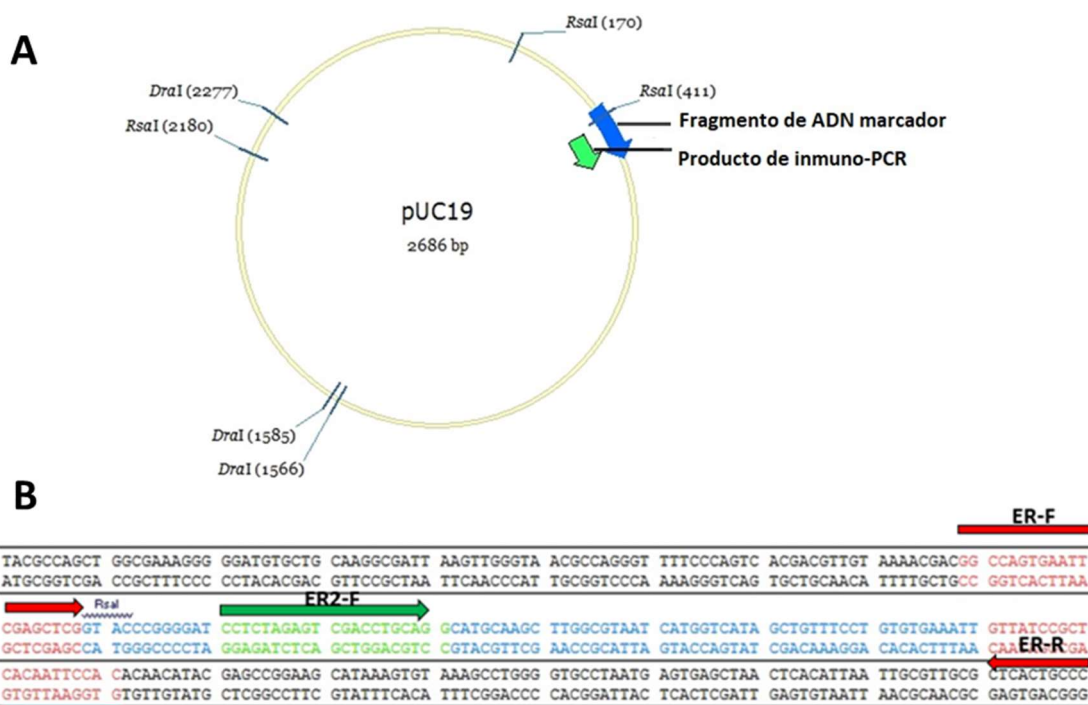 A
RsaI (170)
DraI (2277)
RsaI (2180)
RsaI (411)
Fragmento de ADN marcador
Producto de inmuno-PCR
pUC19
2686 bp
DraI (1585)
DraI (1566)
B
ER-F
TACGCCAGCT GGCGAAAGGG GGATGTGCTG CAAGGCGATT AAGTTGGGTA ACGCCAGGGT TTTCCCAGTC ACGACGTTGT AAAACGACGG CCAGTGAATT
ATGCGGTCGA CCGCTTTCCC CCTACACGAC GTTCCGCTAA TTCAACCCAT TGCGGTCCCA AAAGGGTCAG TGCTGCAACA TTTTGCTGCC GGTCACTTAA
RsaI
ER2-F
CGAGCTCGGT ACCCGGGGAT CCTCTAGAGT CGACCTGCAG GCATGCAAGC TTGGCGTAAT CATGGTCATA GCTGTTTCCT GTGTGAAATT GTTATCCGCT
GCTCGAGCCA TGGGCCCCTA GGAGATCTCA GCTGGACGTC CGTACGTTCG AACCGCATTA GTACCAGTAT CGACAAAGGA CACACTTTAA
ER-R
CACAATTCCA CACAACATAC GAGCCGGAAG CATAAAGTGT AAAGCCTGGG GTGCCTAATG AGTGAGCTAA CTCACATTAA TTGCGTTGCG CTCACTGCCC
GTGTTAAGGT GTGTTGTATG CTCGGCCTTC GTATTTCACA TTTCGGACCC CACGGATTAC TCACTCGATT GAGTGTAATT AACGCAACGC GAGTGACGGG